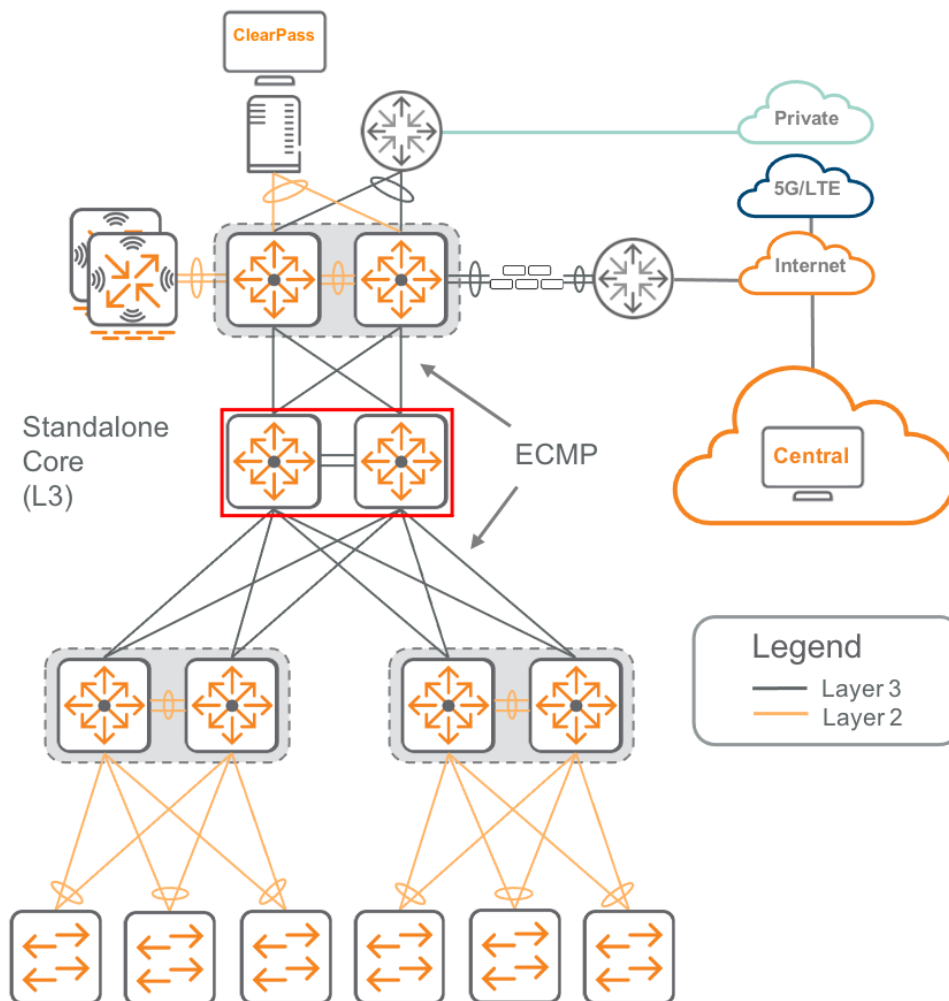 ClearPass
Private
5G/LTE
Internet
Standalone
Core
(L3)
ECMP
Central
Legend
Layer 3
Layer 2